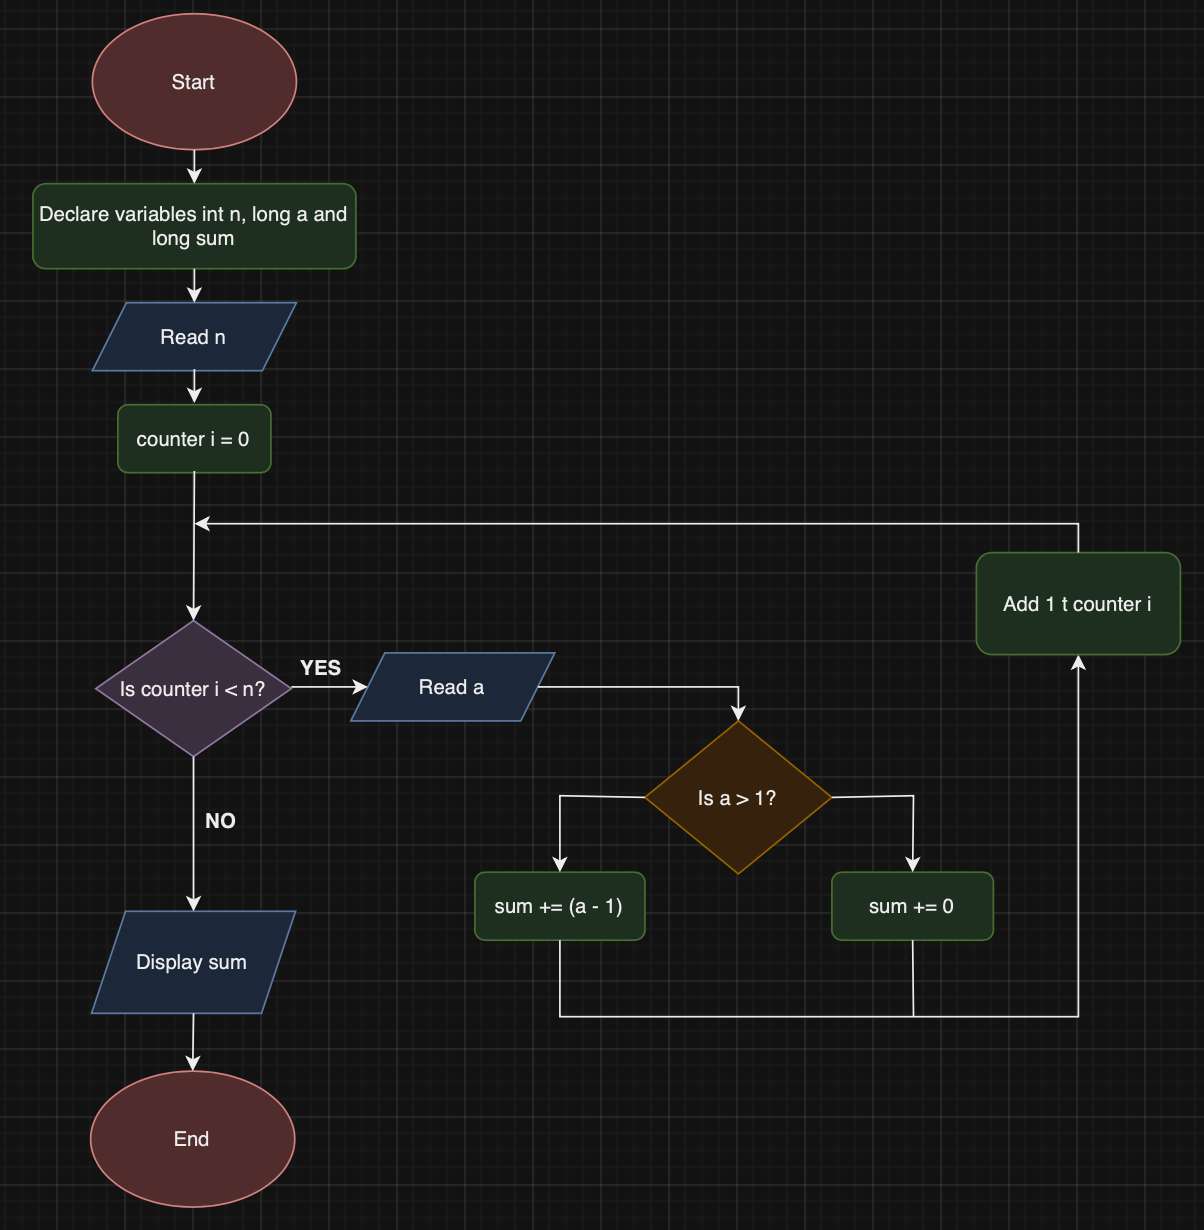 Start
Declare variables int n, long a and
long sum
Read n
counter i = 0
Add 1 t counter i
Is counter i < n?
YES
Read a
Is a > 1?
NO
sum += (a - 1)
sum += 0
Display sum
End